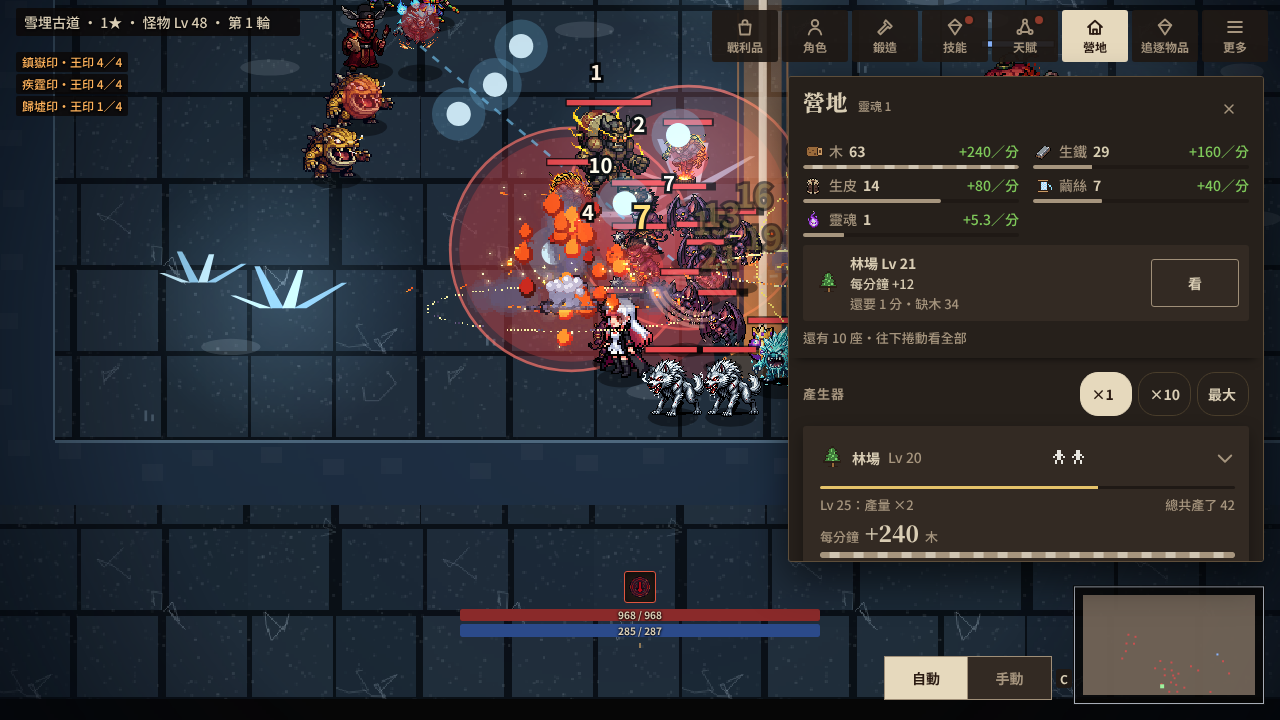 雪埋古道 · 1★ · 怪物 Lv 48 · 第 1 輪
鎮嶽印·王印 4／4
疾霆印·王印 4／4
歸墟印·王印 1／4
戰利品
角色
鍛造
技能
天賦
營地
追逐物品
更多
1
2
10
7
4
7
16
13
19
21
營地 靈魂 1
×
木 63 +240／分
生鐵 29 +160／分
生皮 14 +80／分
繭絲 7 +40／分
靈魂 1 +5.3／分
林場 Lv 21
每分鐘 +12
還要 1 分·缺木 34
看
還有 10 座·往下捲動看全部
產生器
×1
×10
最大
林場 Lv 20
Lv 25：產量 ×2
總共產了 42
每分鐘 +240 木
968 / 968
285 / 287
自動
手動
C